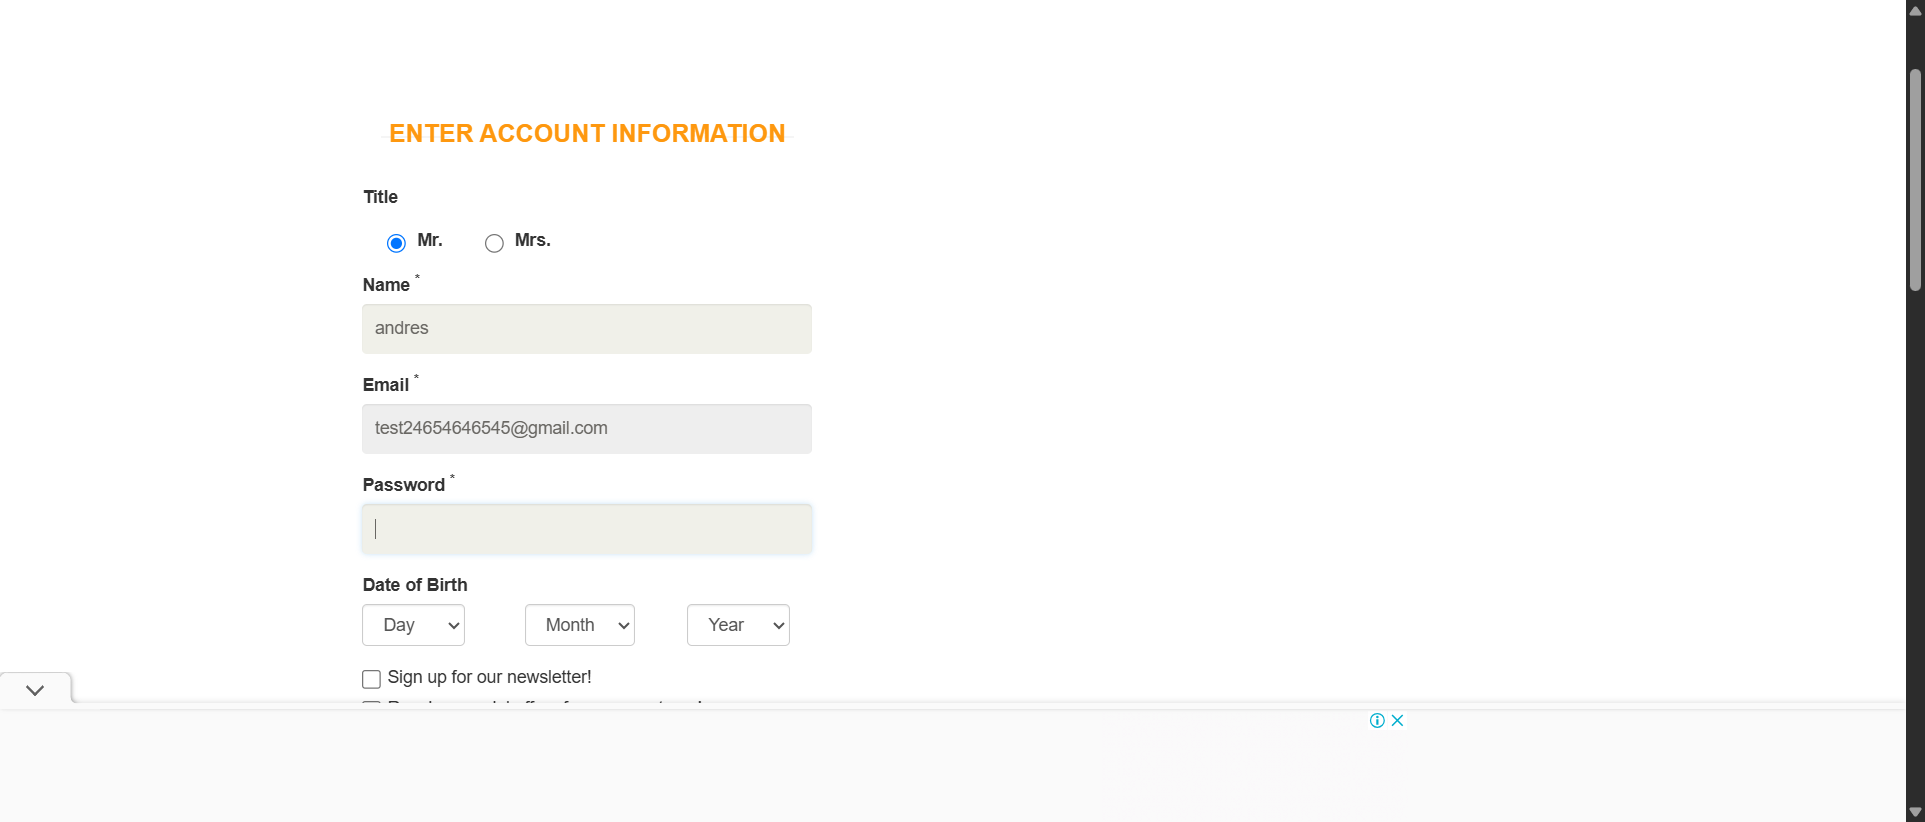 ENTER ACCOUNT INFORMATION
Title
Mr. Mrs.
Name *
andres
Email *
test24654646545@gmail.com
Password *
Date of Birth
Day Month Year
Sign up for our newsletter!